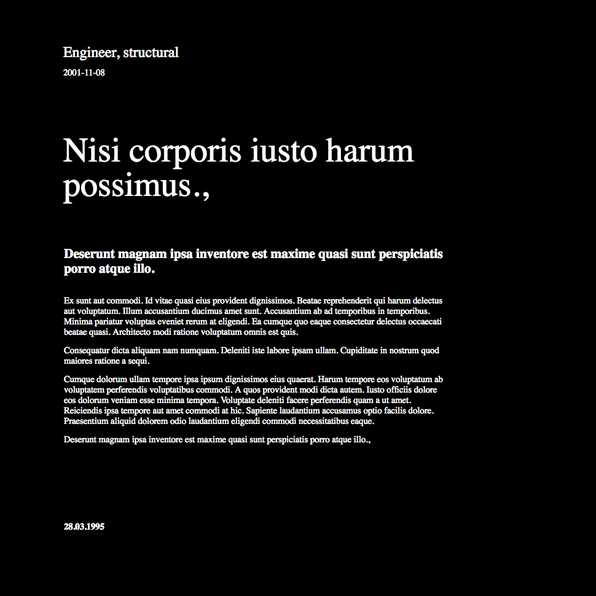 Engineer, structural
2001-11-08
Nisi corporis iusto harum
possimus.,
Deserunt magnam ipsa inventore est maxime quasi sunt perspiciatis
porro atque illo.
Ex sunt aut commodi. Id vitae quasi eius provident dignissimos. Beatae reprehenderit qui harum delectus
aut voluptatum. Illum accusantium ducimus amet sunt. Accusantium ab ad temporibus in temporibus.
Minima pariatur voluptas eveniet rerum at eligendi. Ea cumque quo eaque consectetur delectus occaecati
beatae quasi. Architecto modi ratione voluptatum omnis est quis.
Consequatur dicta aliquam nam numquam. Deleniti iste labore ipsam ullam. Cupiditate in nostrum quod
maiores ratione a sequi.
Cumque dolorum ullam tempore ipsa ipsum dignissimos eius quaerat. Harum tempore eos voluptatum ab
voluptatem perferendis voluptatibus commodi. A quos provident modi dicta autem. Iusto officiis dolore
eos dolorum veniam esse minima tempora. Voluptate deleniti facere perferendis quam a ut amet.
Reiciendis ipsa tempore aut amet commodi at hic. Sapiente laudantium accusamus optio facilis dolore.
Praesentium aliquid dolorem odio laudantium eligendi commodi necessitatibus eaque.
Deserunt magnam ipsa inventore est maxime quasi sunt perspiciatis porro atque illo.,
28.03.1995